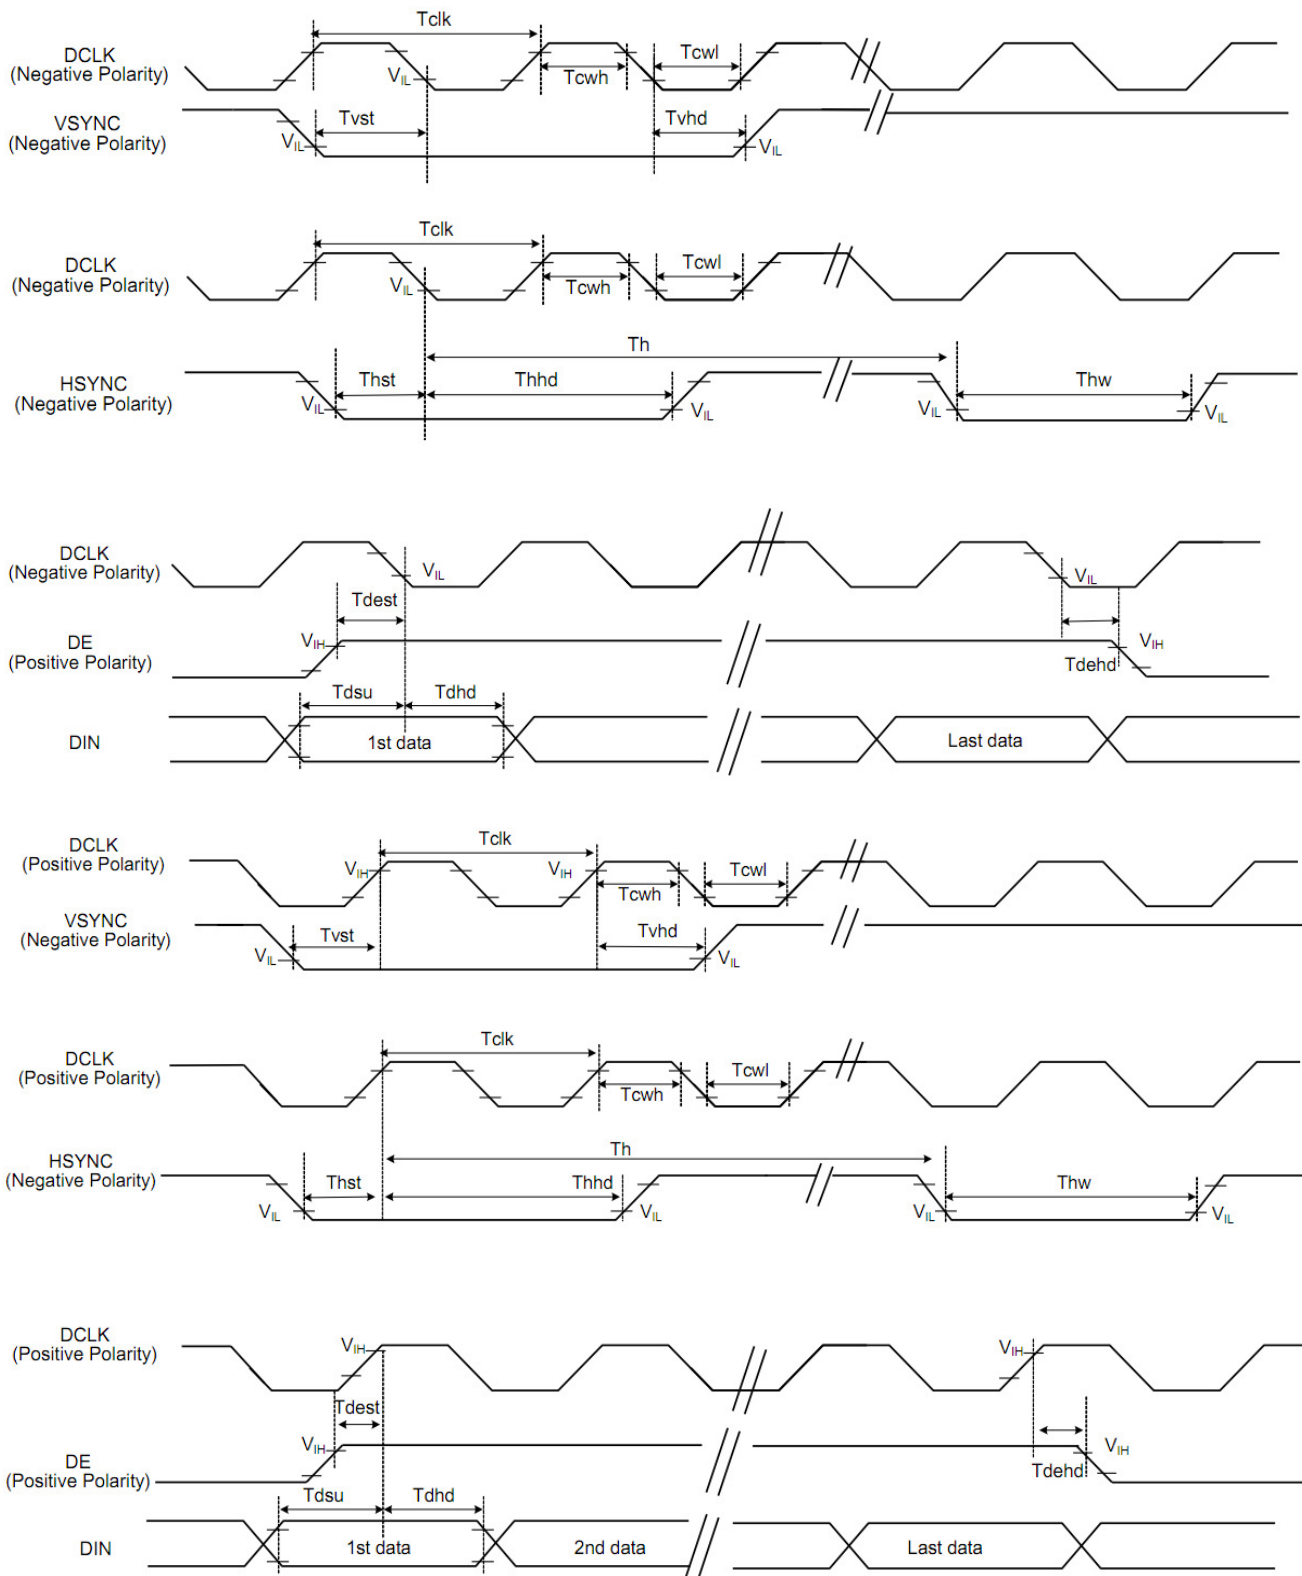 Tclk
DCLK
(Negative Polarity)
VIL
Tcwh
Tcwl
VSYNC
(Negative Polarity)
VIL
Tvst
Tvhd
VIL
Tclk
DCLK
(Negative Polarity)
VIL
Tcwh
Tcwl
Th
HSYNC
(Negative Polarity)
VIL
Thst
Thhd
VIL
VIL
Thw
VIL
DCLK
(Negative Polarity)
VIL
VIL
Tdest
DE
(Positive Polarity)
VIH
VIH
Tdehd
Tdsu
Tdhd
DIN
1st data
Last data
DCLK
(Positive Polarity)
Tclk
VIH
VIH
Tcwh
Tcwl
VSYNC
(Negative Polarity)
VIL
Tvst
Tvhd
VIL
Tclk
DCLK
(Positive Polarity)
Tcwh
Tcwl
Th
HSYNC
(Negative Polarity)
VIL
Thst
Thhd
VIL
VIL
Thw
VIL
DCLK
(Positive Polarity)
VIH
VIH
Tdest
DE
(Positive Polarity)
VIH
VIH
Tdehd
Tdsu
Tdhd
DIN
1st data
2nd data
Last data